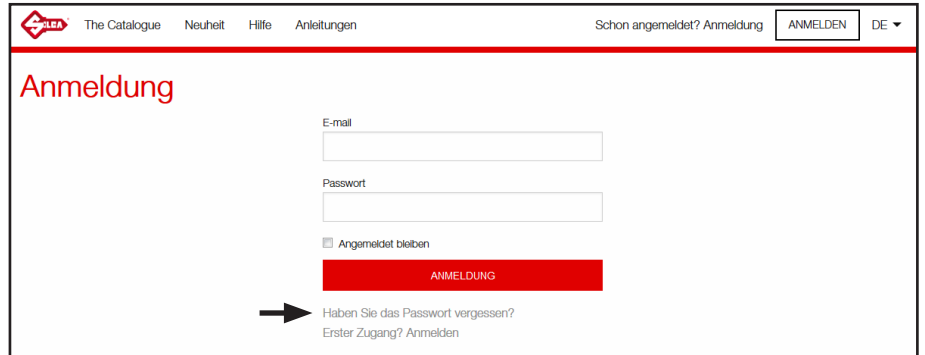 SILCA The Catalogue Neuheit Hilfe Anleitungen Schon angemeldet? Anmeldung ANMELDEN DE
Anmeldung
E-mail
Passwort
Angemeldet bleiben
ANMELDUNG
Haben Sie das Passwort vergessen?
Erster Zugang? Anmelden